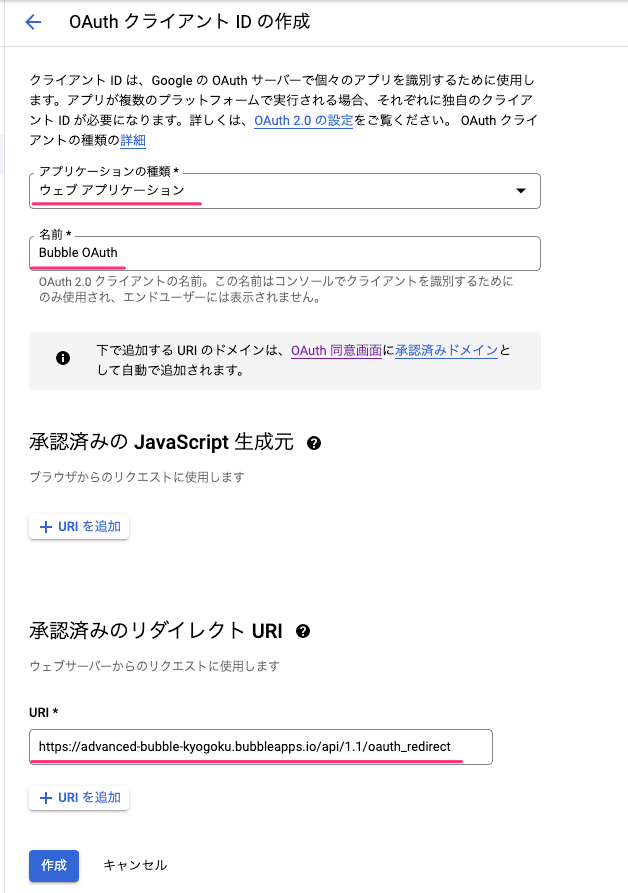 OAuth クライアント ID の作成
クライアント ID は、Google の OAuth サーバーで個々のアプリを識別するために使用し
ます。アプリが複数のプラットフォームで実行される場合、それぞれに独自のクライア
ント ID が必要になります。詳しくは、OAuth 2.0 の設定をご覧ください。 OAuth クライ
アントの種類の詳細
アプリケーションの種類 *
ウェブ アプリケーション
名前 *
Bubble OAuth
OAuth 2.0 クライアントの名前。この名前はコンソールでクライアントを識別するために
のみ使用され、エンドユーザーには表示されません。
下で追加する URI のドメインは、OAuth 同意画面に承認済みドメインと
して自動で追加されます。
承認済みの JavaScript 生成元
ブラウザからのリクエストに使用します
+ URI を追加
承認済みのリダイレクト URI
ウェブサーバーからのリクエストに使用します
URI *
https://advanced-bubble-kyogoku.bubbleapps.io/api/1.1/oauth_redirect
+ URI を追加
作成 キャンセル